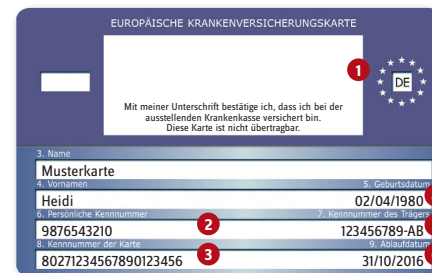 EUROPÄISCHE KRANKENVERSICHERUNGSKARTE
1
DE
Mit meiner Unterschrift bestätige ich, dass ich bei der
ausstellenden Krankenkasse versichert bin.
Diese Karte ist nicht übertragbar.
3. Name
Musterkarte
4. Vornamen 5. Geburtsdatum
Heidi 02/04/1980
6. Persönliche Kennnummer 7. Kennnummer des Trägers
9876543210 2 123456789-AB
8. Kennnummer der Karte 9. Ablaufdatum
80271234567890123456 3 31/10/2016